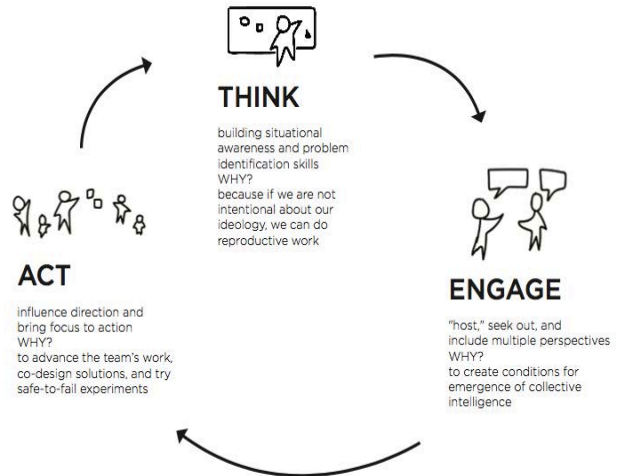 THINK
building situational
awareness and problem
identification skills
WHY?
because if we are not
intentional about our
ideology, we can do
reproductive work
ENGAGE
"host," seek out, and
include multiple perspectives
WHY?
to create conditions for
emergence of collective
intelligence
ACT
influence direction and
bring focus to action
WHY?
to advance the team's work,
co-design solutions, and try
safe-to-fail experiments